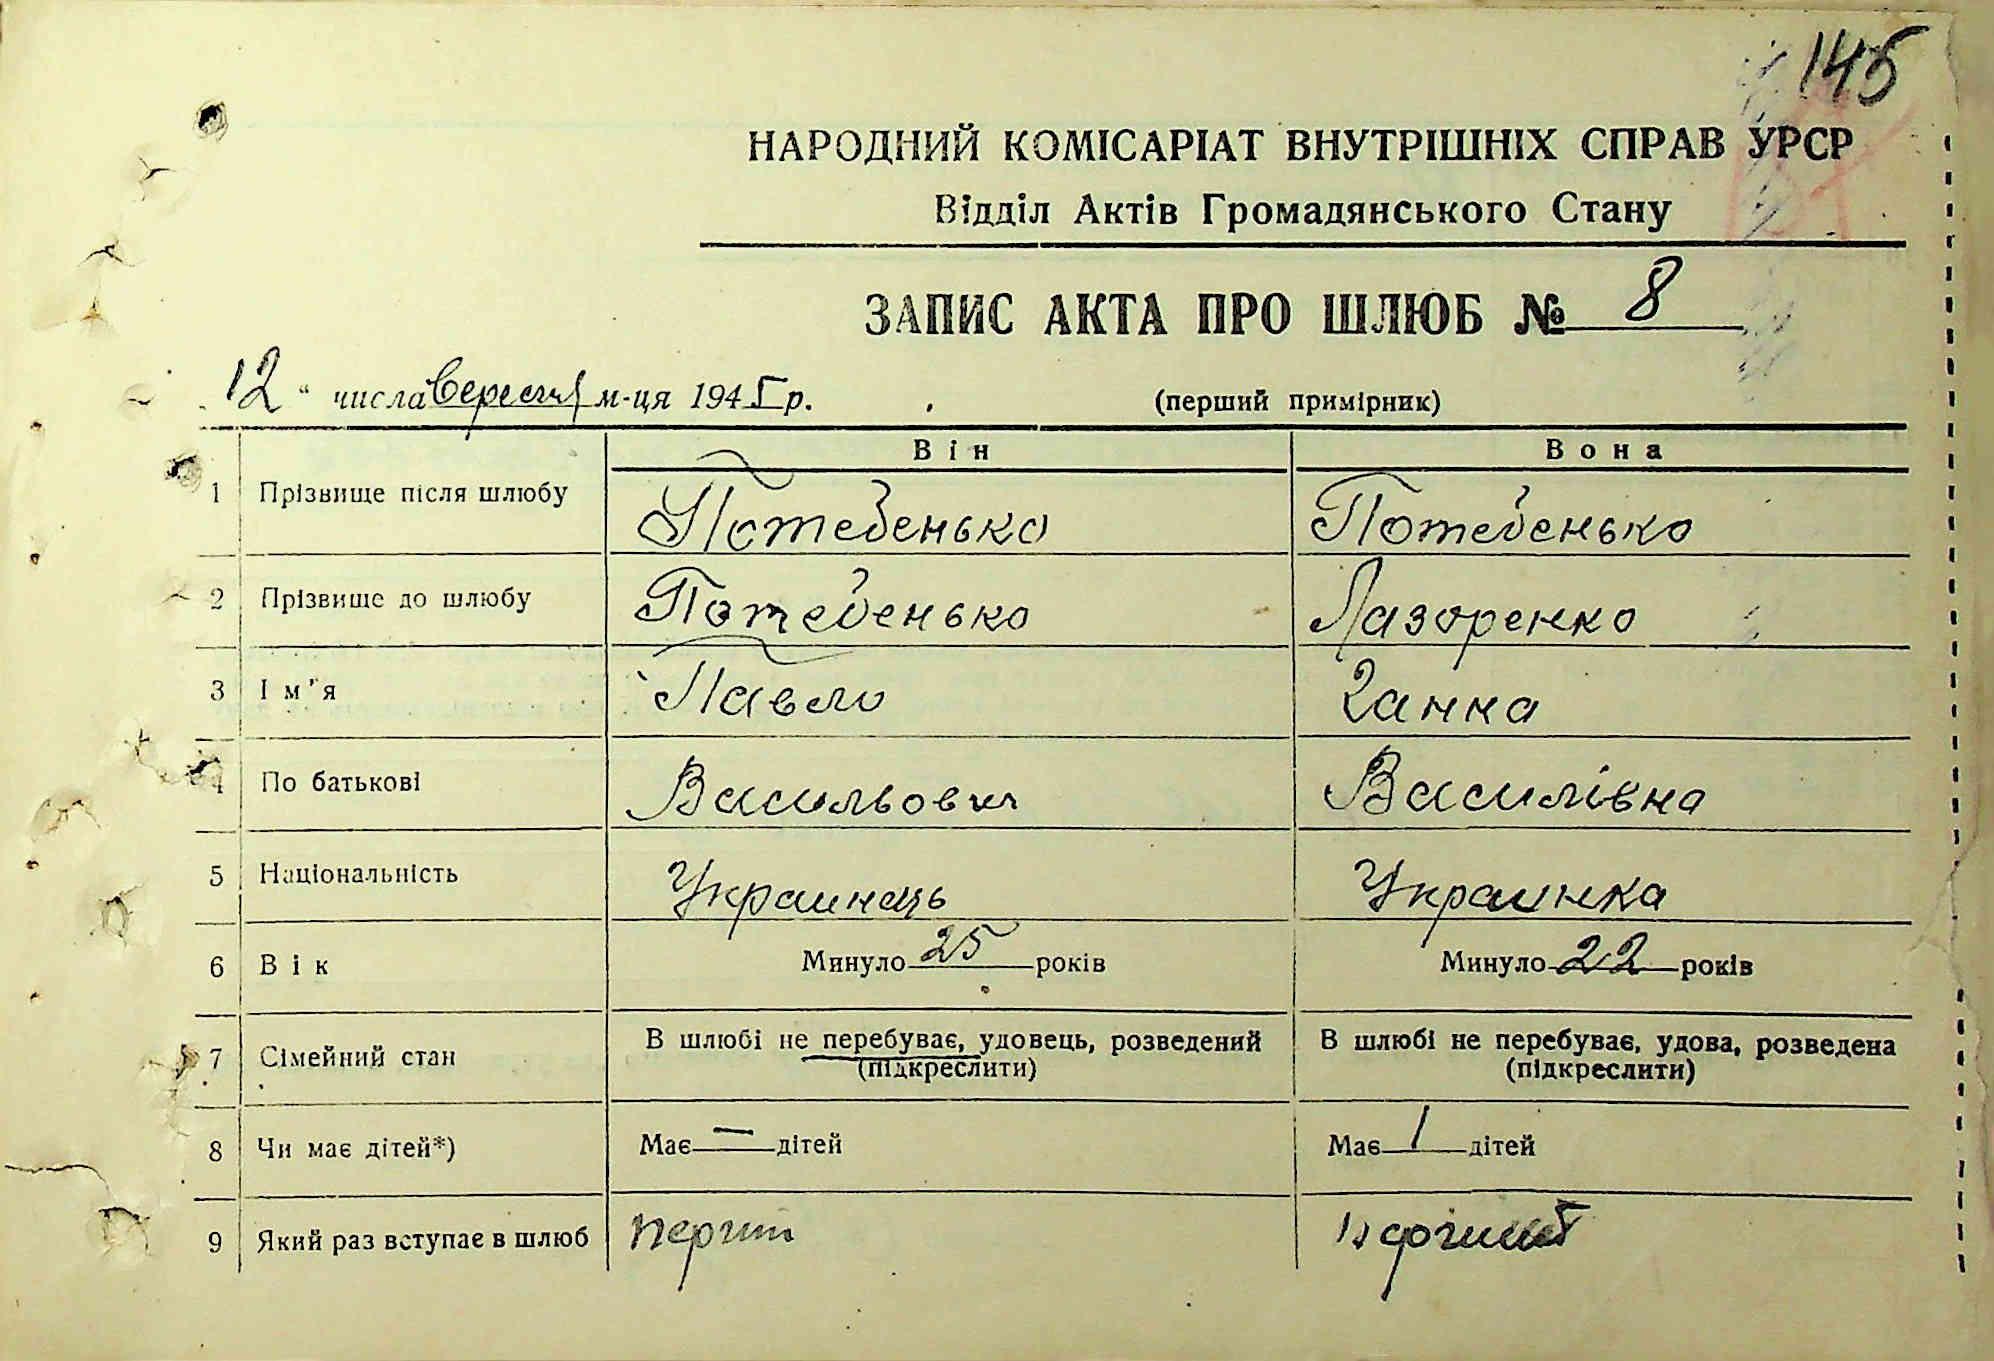 145
НАРОДНИЙ КОМІСАРІАТ ВНУТРІШНІХ СПРАВ УРСР
Відділ Актів Громадянського Стану
ЗАПИС АКТА ПРО ШЛЮБ № 8
12 " числа Вересня м-ця 1945 р. (перший примірник)
Він Вона
1 Прізвище після шлюбу Потебенько Потебенько
2 Прізвище до шлюбу Потебенько Лазоренко
3 Ім'я Павло Ганна
4 По батькові Васильович Василівна
5 Національність Украинець Украинка
6 Вік Минуло 25 років Минуло 22 років
7 Сімейний стан В шлюбі не перебуває, удовець, розведений В шлюбі не перебуває, удова, розведена
(підкреслити) (підкреслити)
8 Чи має дітей*) Має — дітей Має 1 дітей
9 Який раз вступає в шлюб перший